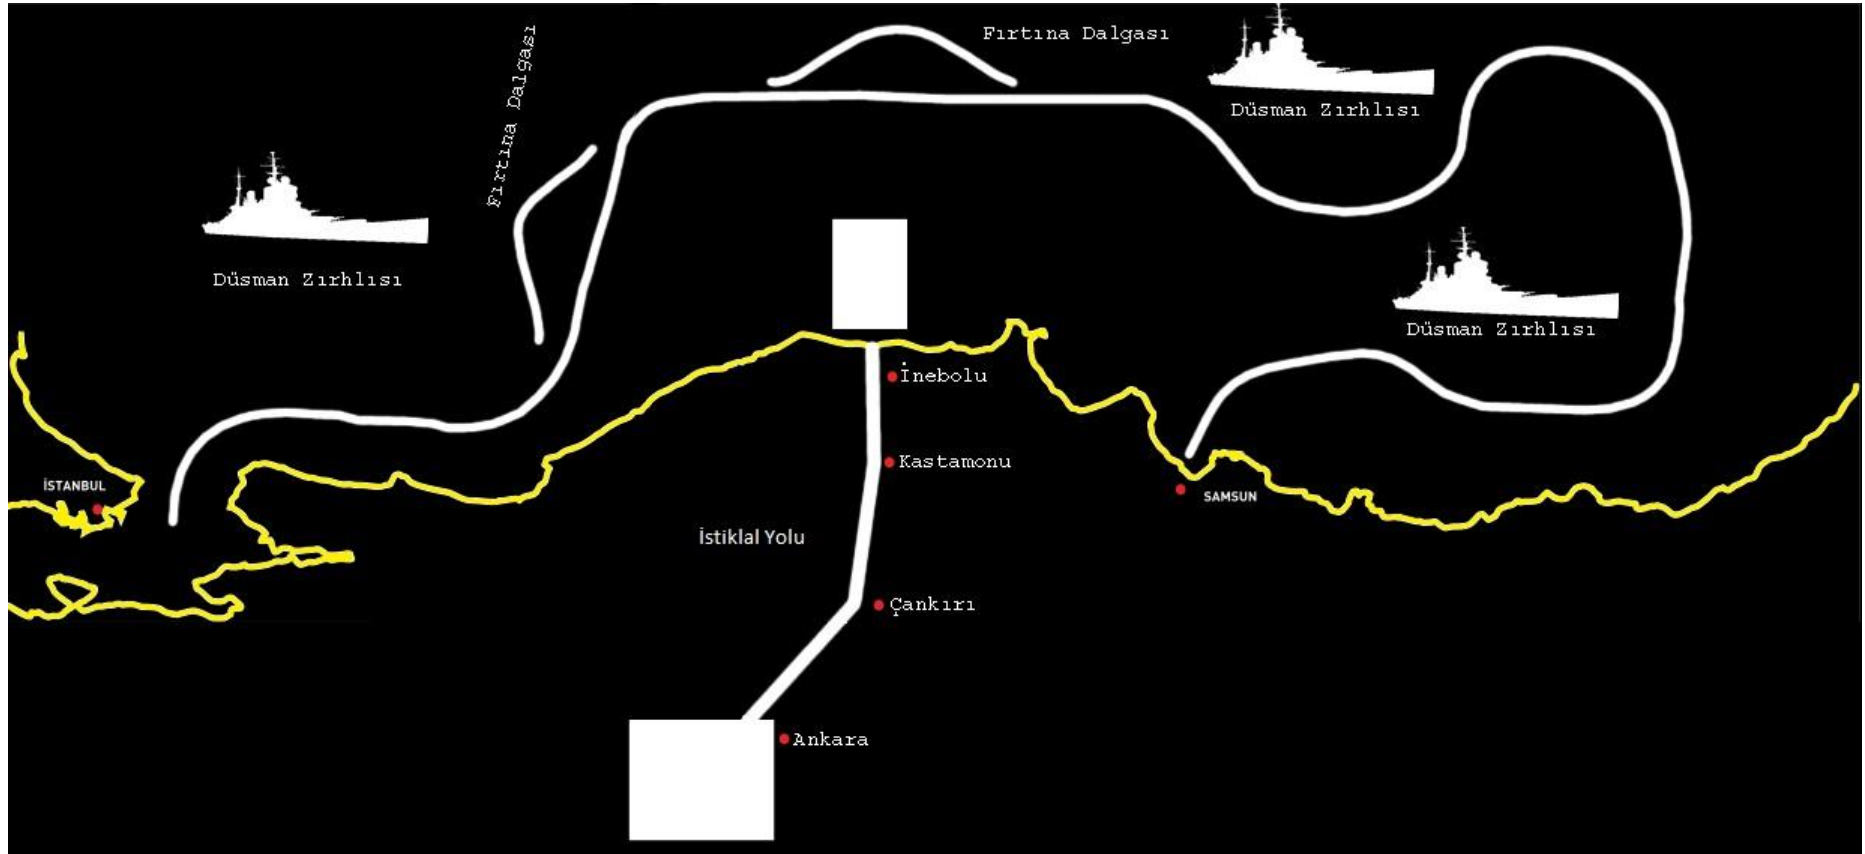 Fırtına Dalgası
Fırtına Dalgası
Düsman Zırhlısı
Düsman Zırhlısı
Düsman Zırhlısı
İnebolu
Kastamonu
İSTANBUL
SAMSUN
İstiklal Yolu
Çankırı
Ankara